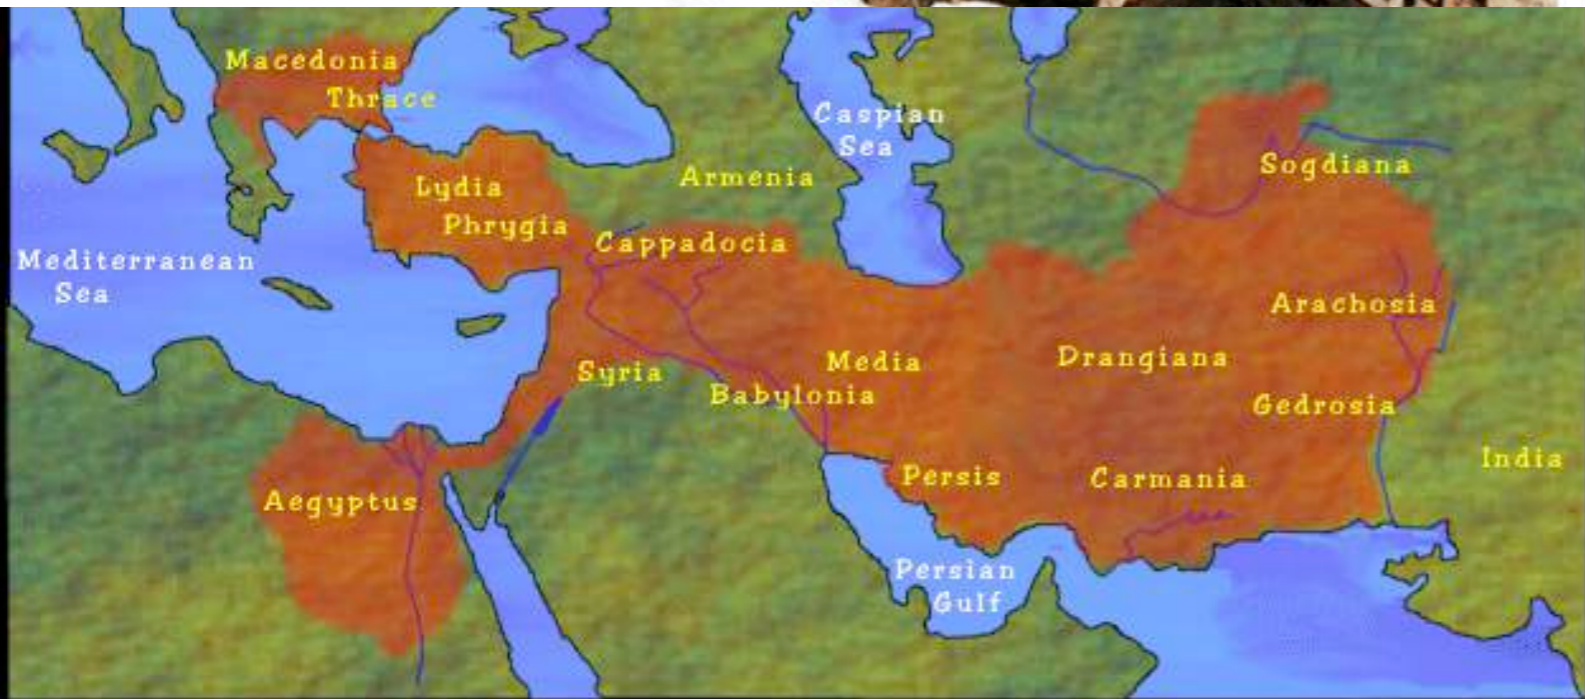 Macedonia
Thrace
Caspian
Sea
Sogdiana
Armenia
Lydia
Phrygia
Cappadocia
Mediterranean
Sea
Arachosia
Media
Drangiana
Syria
Babylonia
Gedrosia
India
Persis
Carmania
Aegyptus
Persian
Gulf